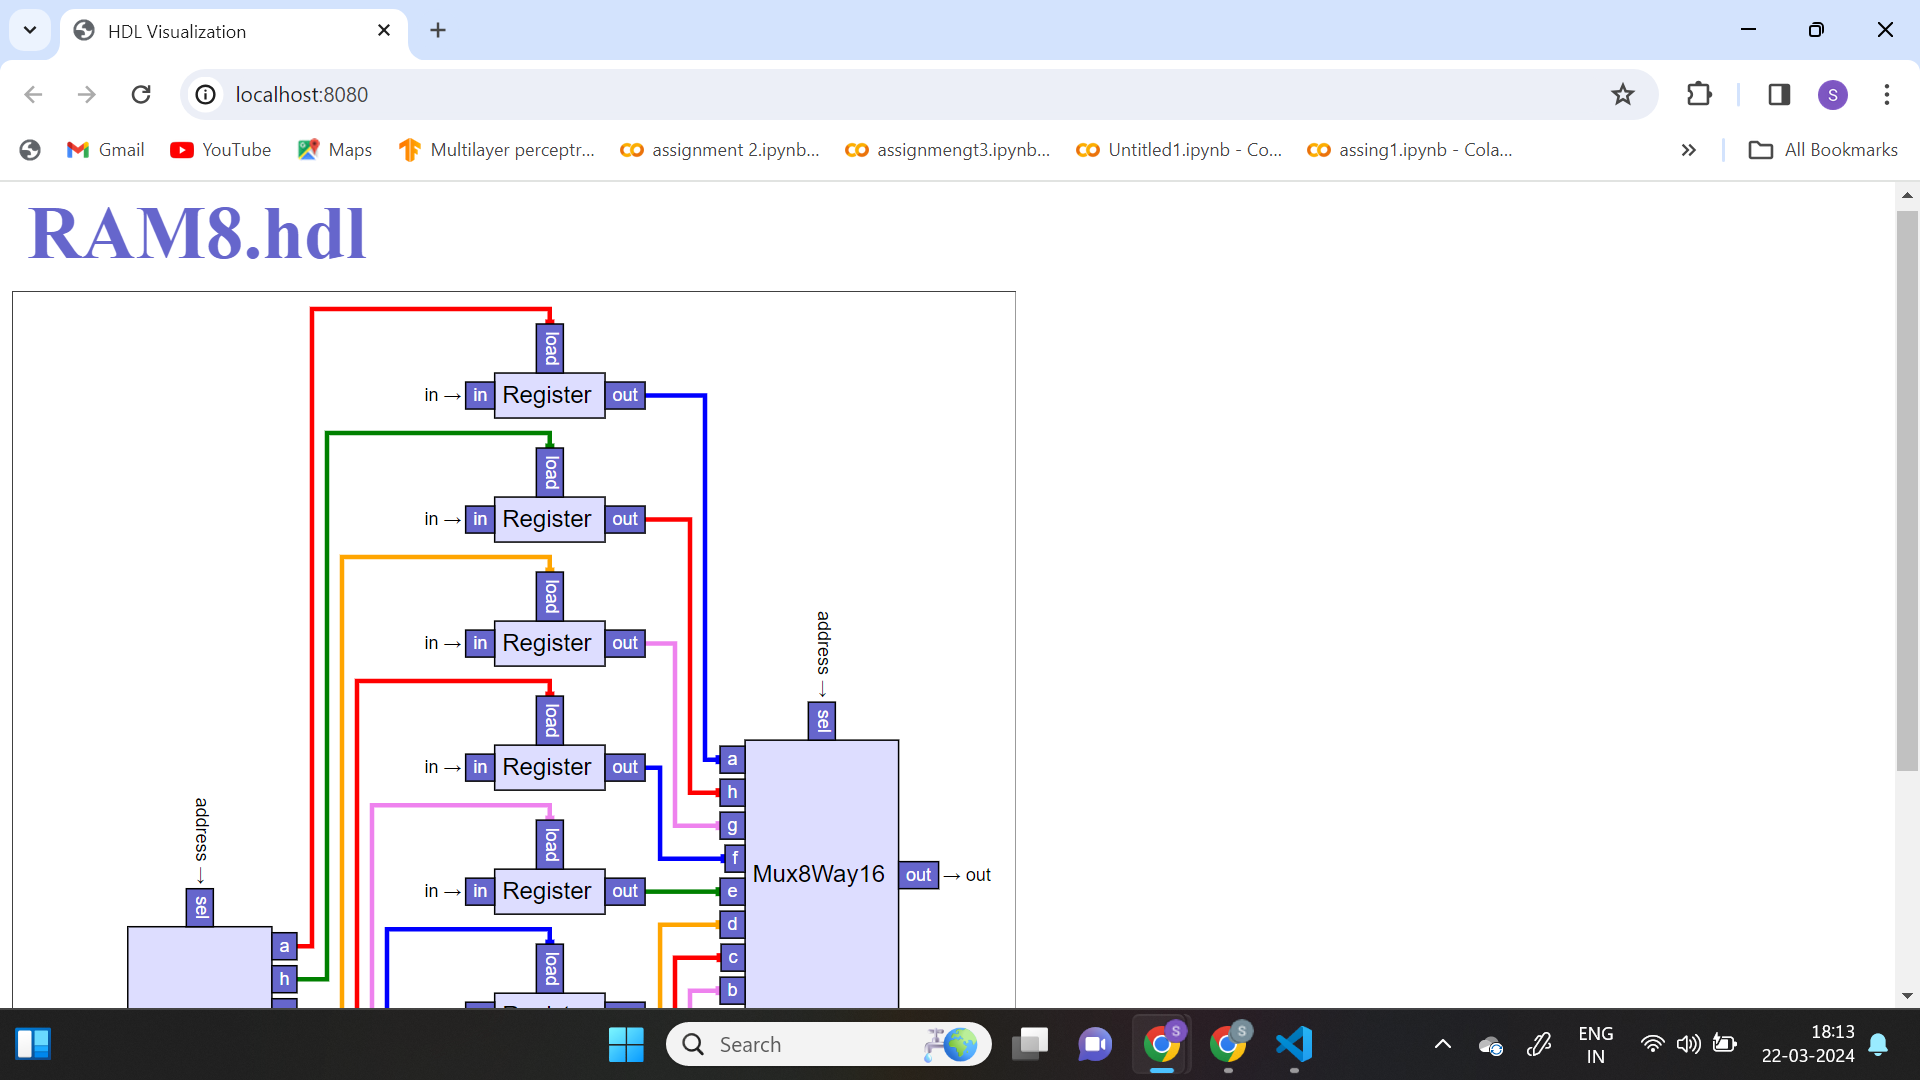 HDL Visualization
localhost:8080
S
Gmail YouTube Maps Multilayer perceptr... assignment 2.ipynb... assignmengt3.ipynb... Untitled1.ipynb - Co... assing1.ipynb - Cola... » All Bookmarks
RAM8.hdl
load
in → in Register out
load
in → in Register out
load
in → in Register out
address →
load
sel
in → in Register out
a
h
address →
load
g
f
Mux8Way16 out → out
in → in Register out
e
sel
d
a
load
c
h
b
Search
S
S
ENG
IN
18:13
22-03-2024